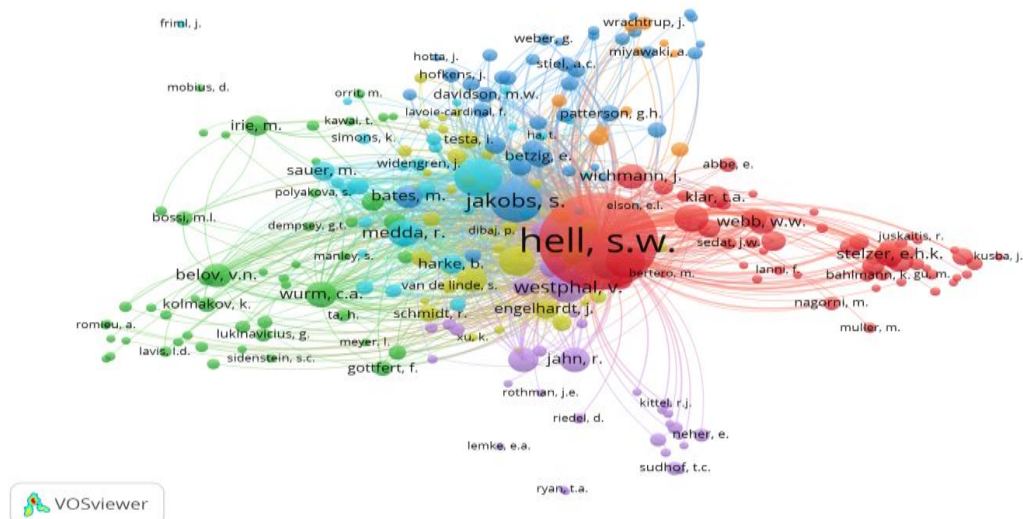 friml, j.
wrachtrup, j.
weber, g.
miyawaki, a.
hotta, j.
stiel, a.c.
hofkens, j.
mobius, d.
orrit, m.
davidson, m.w.
lavoie-cardinal, f.
patterson, g.h.
irie, m.
kawai, t.
simons, k.
testa, i.
ha, t.
widengren, j.
betzig, e.
abbe, e.
sauer, m.
wichmann, j.
polyakova, s.
bates, m.
jakobs, s.
elson, e.l.
klar, t.a.
bossi, m.l.
dempsey, g.t.
medda, r.
dibaj, p.
hell, s.w.
webb, w.w.
sedat, j.w.
juskaitis, r.
manley, s.
harke, b.
stelzer, e.h.k.
kusba, j.
belov, v.n.
bertero, m.
lanni, f.
bahlmann, k.
gu, m.
van de linde, s.
westphal, v.
kolmakov, k.
wurm, c.a.
engelhardt, j.
nagorni, m.
ta, h.
schmidt, r.
romieu, a.
lukinavicius, g.
muller, m.
xu, k.
lavis, l.d.
sidenstein, s.c.
meyer, l.
gottfert, f.
jahn, r.
rothman, j.e.
kittel, r.j.
riedel, d.
neher, e.
lemke, e.a.
sudhof, t.c.
ryan, t.a.
VOSviewer